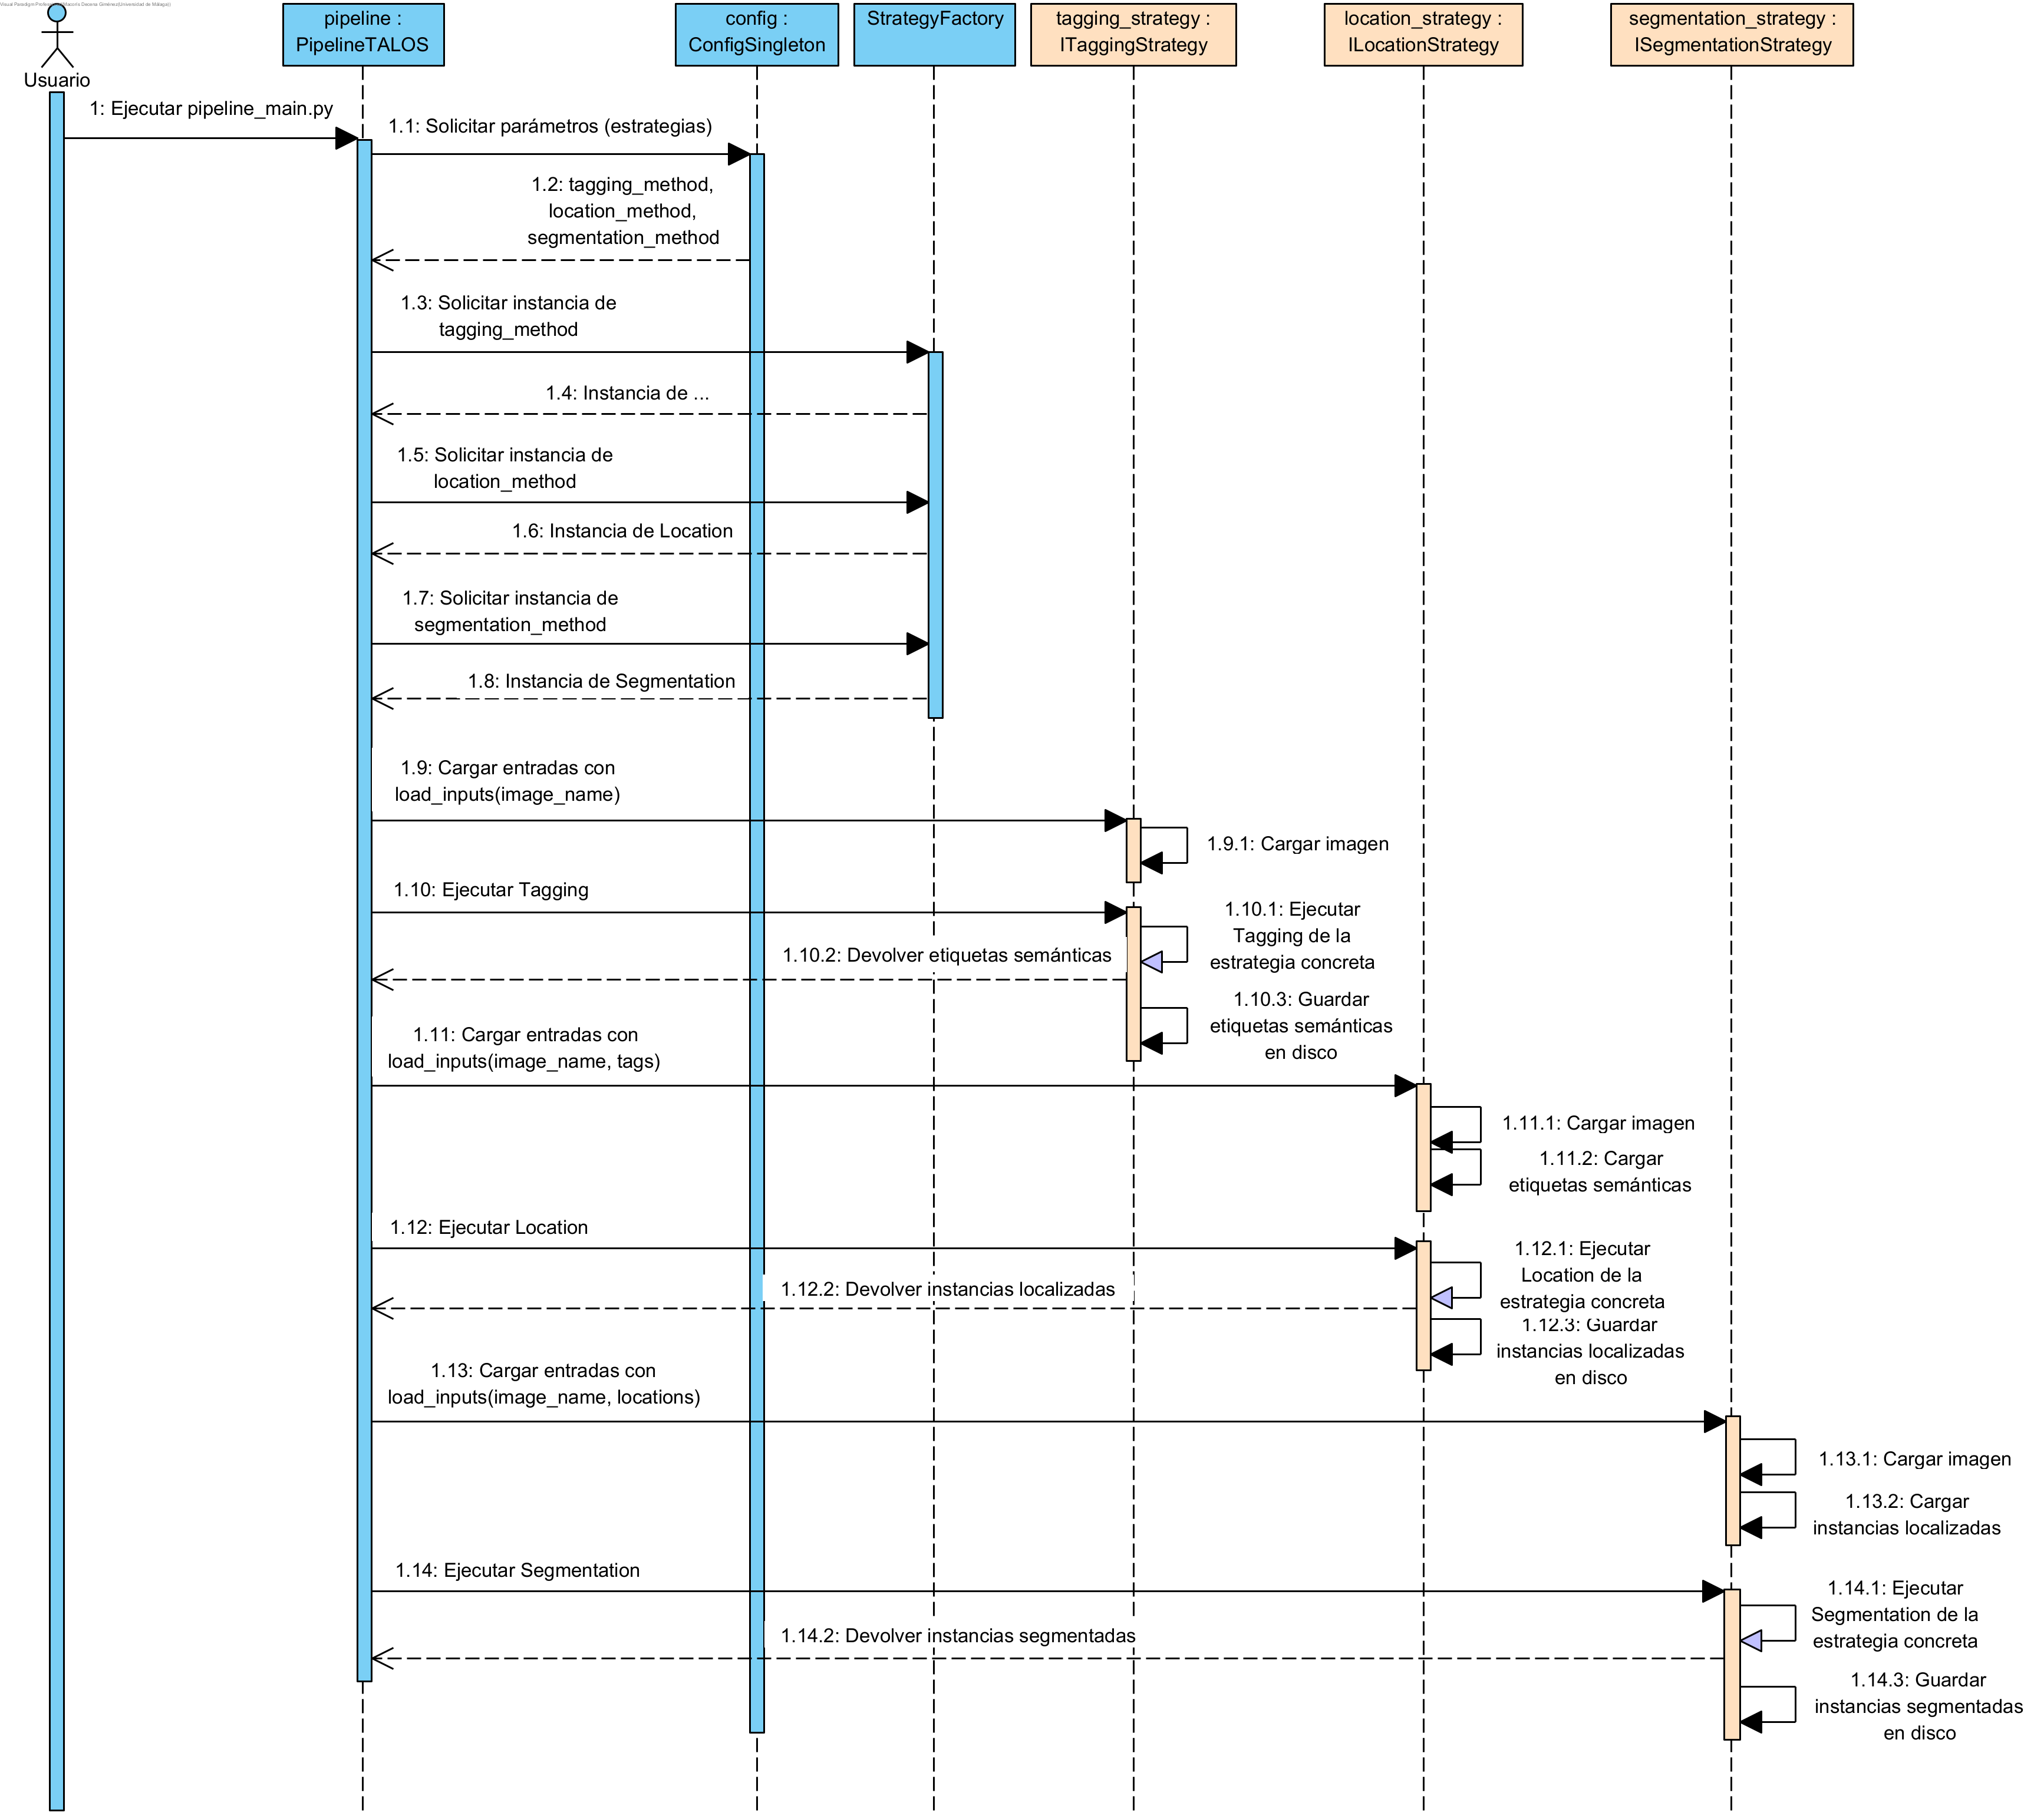 Visual Paradigm Professional(Marcos Decena Giménez(Universidad de Málaga))
Usuario
pipeline :
PipelineTALOS
config :
ConfigSingleton
StrategyFactory
tagging_strategy :
ITaggingStrategy
location_strategy :
ILocationStrategy
segmentation_strategy :
ISegmentationStrategy
1: Ejecutar pipeline_main.py
1.1: Solicitar parámetros (estrategias)
1.2: tagging_method,
location_method,
segmentation_method
1.3: Solicitar instancia de
tagging_method
1.4: Instancia de ...
1.5: Solicitar instancia de
location_method
1.6: Instancia de Location
1.7: Solicitar instancia de
segmentation_method
1.8: Instancia de Segmentation
1.9: Cargar entradas con
load_inputs(image_name)
1.9.1: Cargar imagen
1.10: Ejecutar Tagging
1.10.1: Ejecutar
Tagging de la
estrategia concreta
1.10.2: Devolver etiquetas semánticas
1.10.3: Guardar
etiquetas semánticas
en disco
1.11: Cargar entradas con
load_inputs(image_name, tags)
1.11.1: Cargar imagen
1.11.2: Cargar
etiquetas semánticas
1.12: Ejecutar Location
1.12.1: Ejecutar
Location de la
estrategia concreta
1.12.2: Devolver instancias localizadas
1.12.3: Guardar
instancias localizadas
en disco
1.13: Cargar entradas con
load_inputs(image_name, locations)
1.13.1: Cargar imagen
1.13.2: Cargar
instancias localizadas
1.14: Ejecutar Segmentation
1.14.1: Ejecutar
Segmentation de la
estrategia concreta
1.14.2: Devolver instancias segmentadas
1.14.3: Guardar
instancias segmentadas
en disco